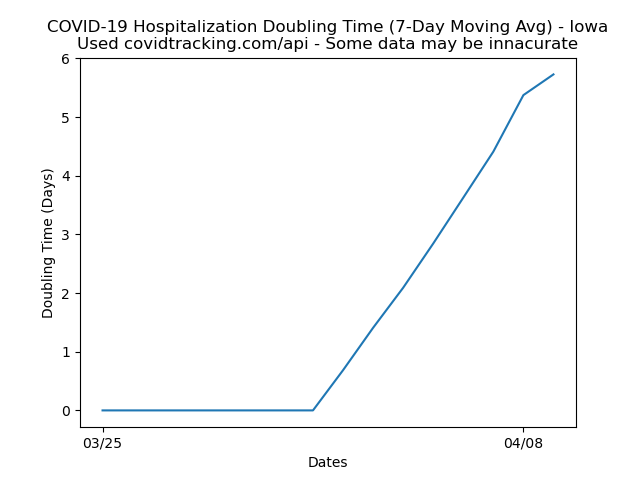 COVID-19 Hospitalization Doubling Time (7-Day Moving Avg) - Iowa
Used covidtracking.com/api - Some data may be innacurate
Doubling Time (Days)
6
5
4
3
2
1
0
03/25
04/08
Dates